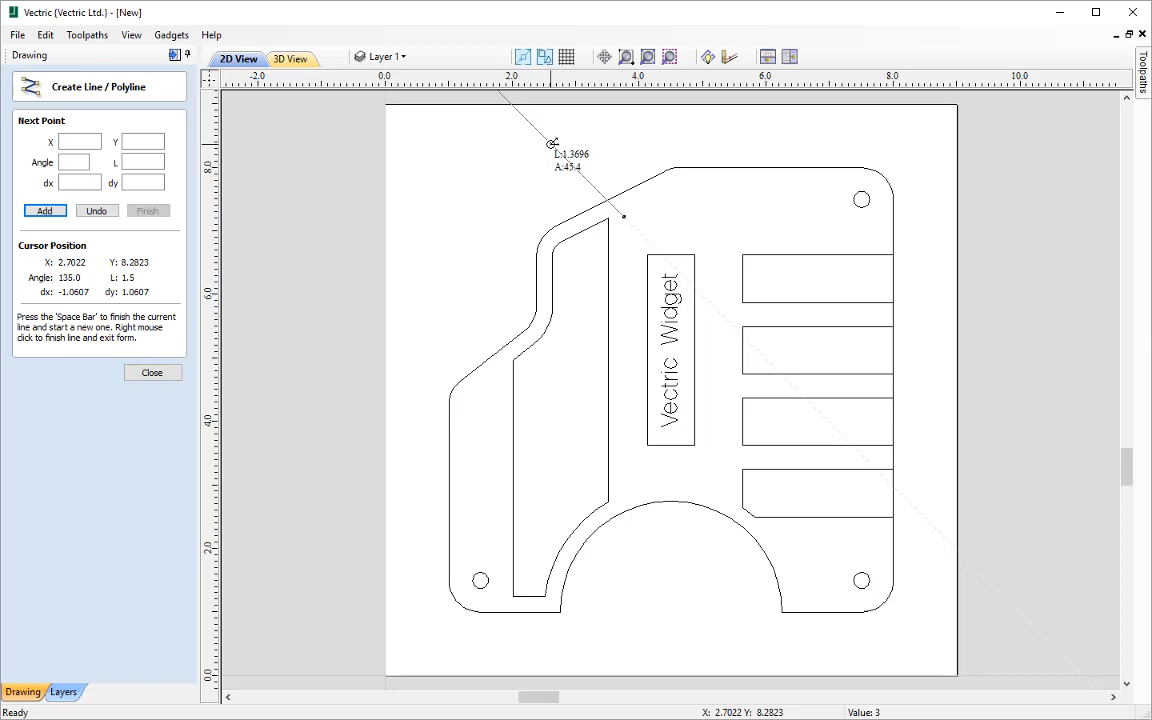 Vectric {Vectric Ltd.} - [New]
File Edit Toolpaths View Gadgets Help
Drawing
2D View 3D View Layer 1
Toolpaths
Create Line / Polyline
-2.0 0.0 2.0 4.0 6.0 8.0 10.0
Next Point
X Y
Angle L
dx dy
Add Undo Finish
Cursor Position
X: 2.7022 Y: 8.2823
Angle: 135.0 L: 1.5
dx: -1.0607 dy: 1.0607
Press the 'Space Bar' to finish the current
line and start a new one. Right mouse
click to finish line and exit form.
Close
L:1.3696
A:45.4
8.0
6.0
4.0
2.0
0.0
Vectric Widget
Drawing Layers
Ready X: 2.7022 Y: 8.2823 Value: 3